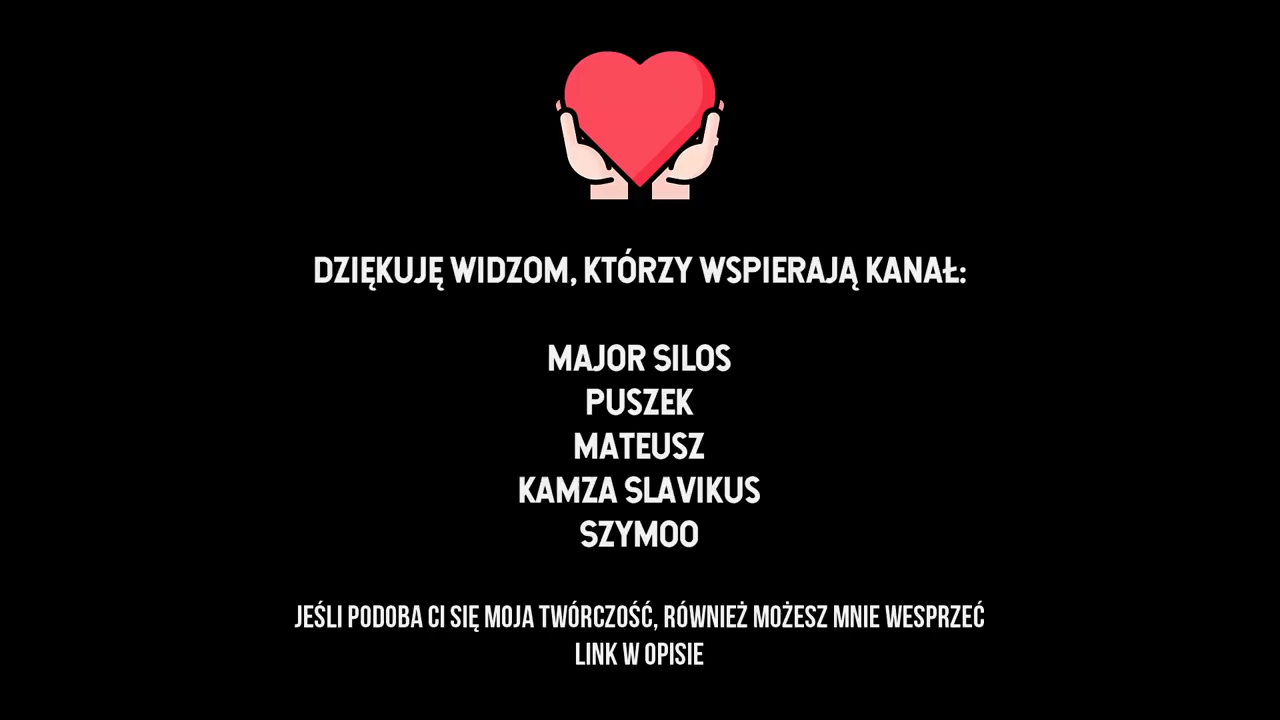 DZIĘKUJĘ WIDZOM, KTÓRZY WSPIERAJĄ KANAŁ:
MAJOR SILOS
PUSZEK
MATEUSZ
KAMZA SLAVIKUS
SZYMOO
JEŚLI PODOBA CI SIĘ MOJA TWÓRCZOŚĆ, RÓWNIEŻ MOŻESZ MNIE WESPRZEĆ
LINK W OPISIE